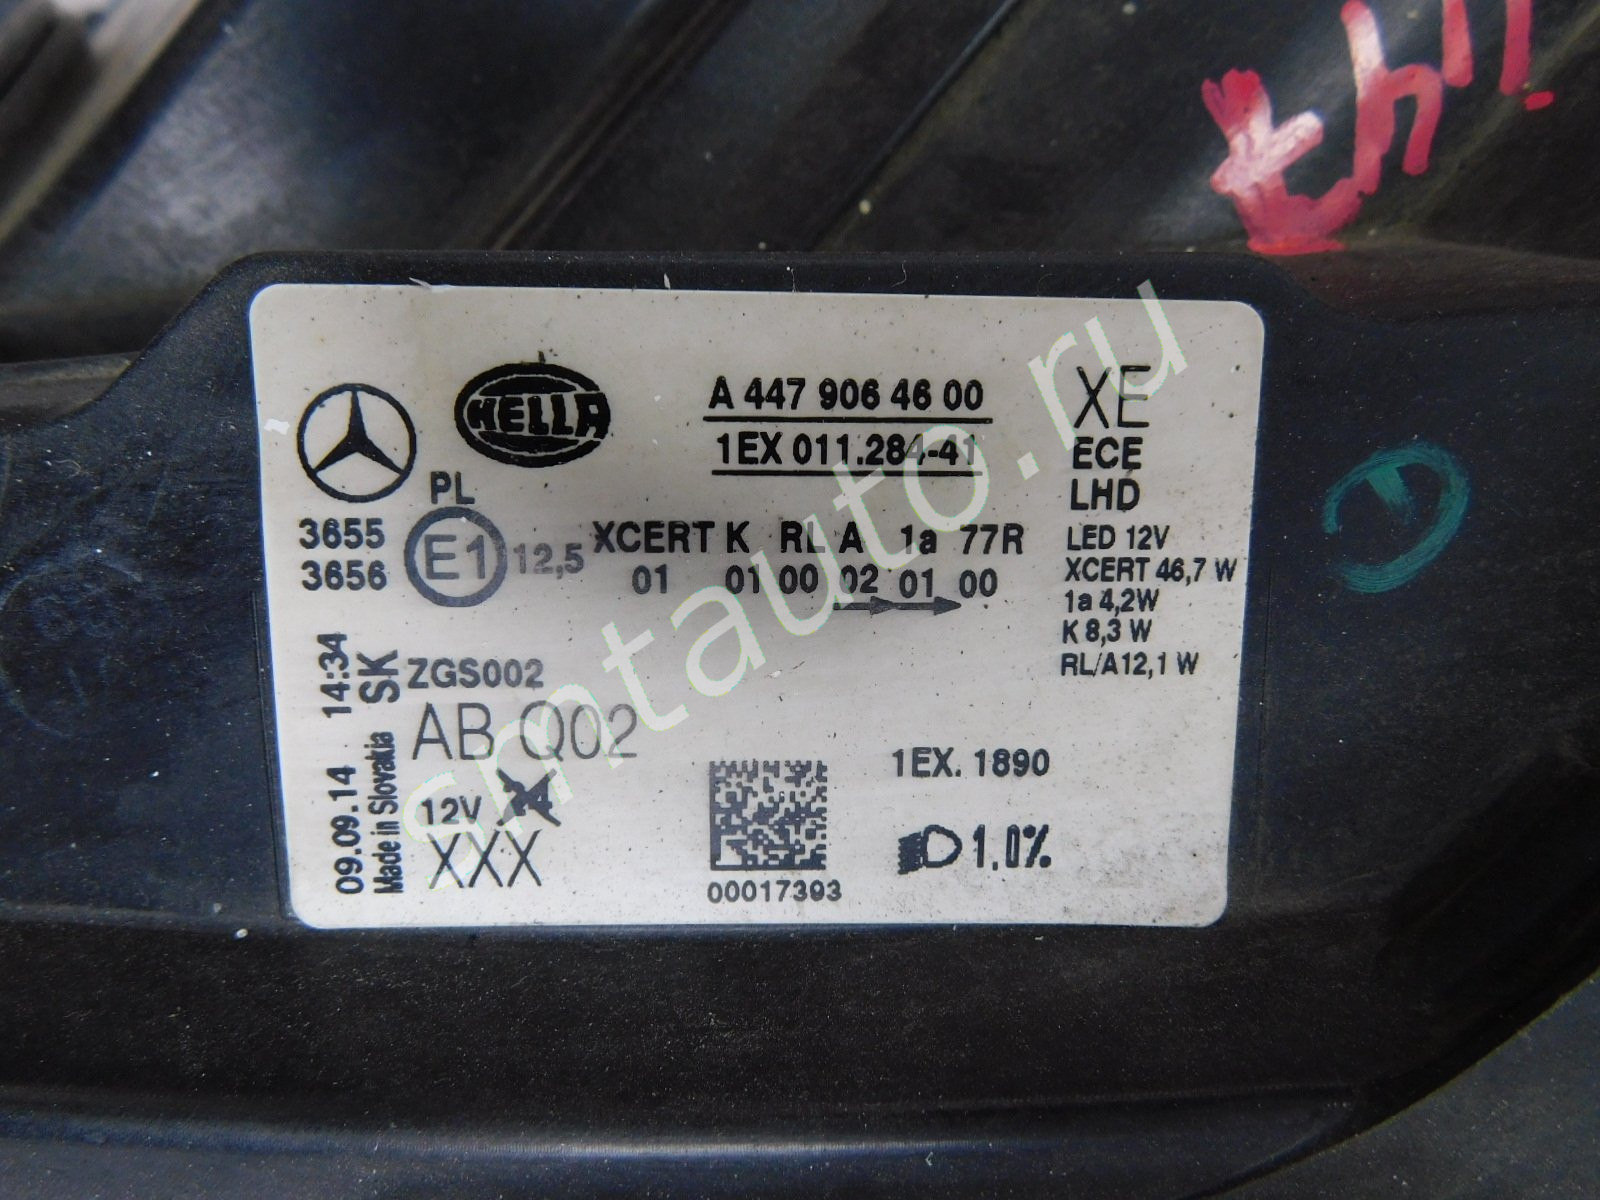 HELLA
A 447 906 46 00
1EX 011.284-41
XE
ECE
LHD
PL
3655
3656
E1
12,5
XCERT K RL A 1a 77R
01 01 00 02 01 00
LED 12V
XCERT 46,7 W
1a 4,2W
K 8,3 W
RL/A12,1 W
09.09.14 14:34
Made in Slovakia SK
ZGS002
AB Q02
12V
XXX
00017393
1EX. 1890
1.0%
smtauto.ru